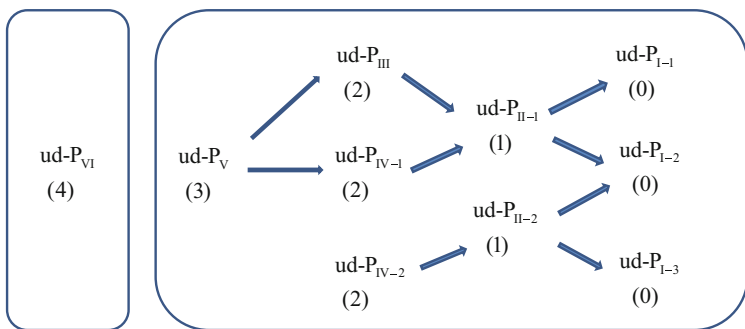 ud-P_VI
(4)
ud-P_V
(3)
ud-P_III
(2)
ud-P_IV−1
(2)
ud-P_IV−2
(2)
ud-P_II−1
(1)
ud-P_II−2
(1)
ud-P_I−1
(0)
ud-P_I−2
(0)
ud-P_I−3
(0)